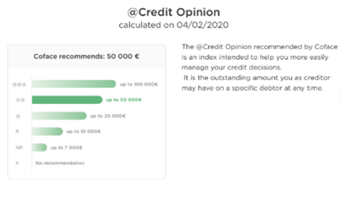 @Credit Opinion
calculated on 04/02/2020
Coface recommends: 50 000 €
@@@ up to 100 000€
@@ up to 50 000€
@ up to 20 000€
R up to 10 000€
NR up to 7 000€
X No recommendation
The @Credit Opinion recommended by Coface
is an index intended to help you more easily
manage your credit decisions.
It is the outstanding amount you as creditor
may have on a specific debtor at any time.